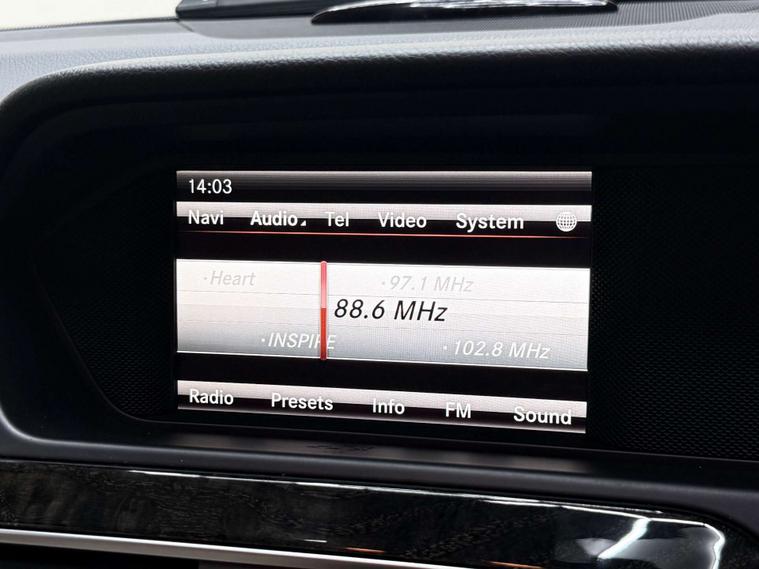 14:03
Navi Audio Tel Video System
·Heart ·97.1 MHz
88.6 MHz
·INSPIRE ·102.8 MHz
Radio Presets Info FM Sound